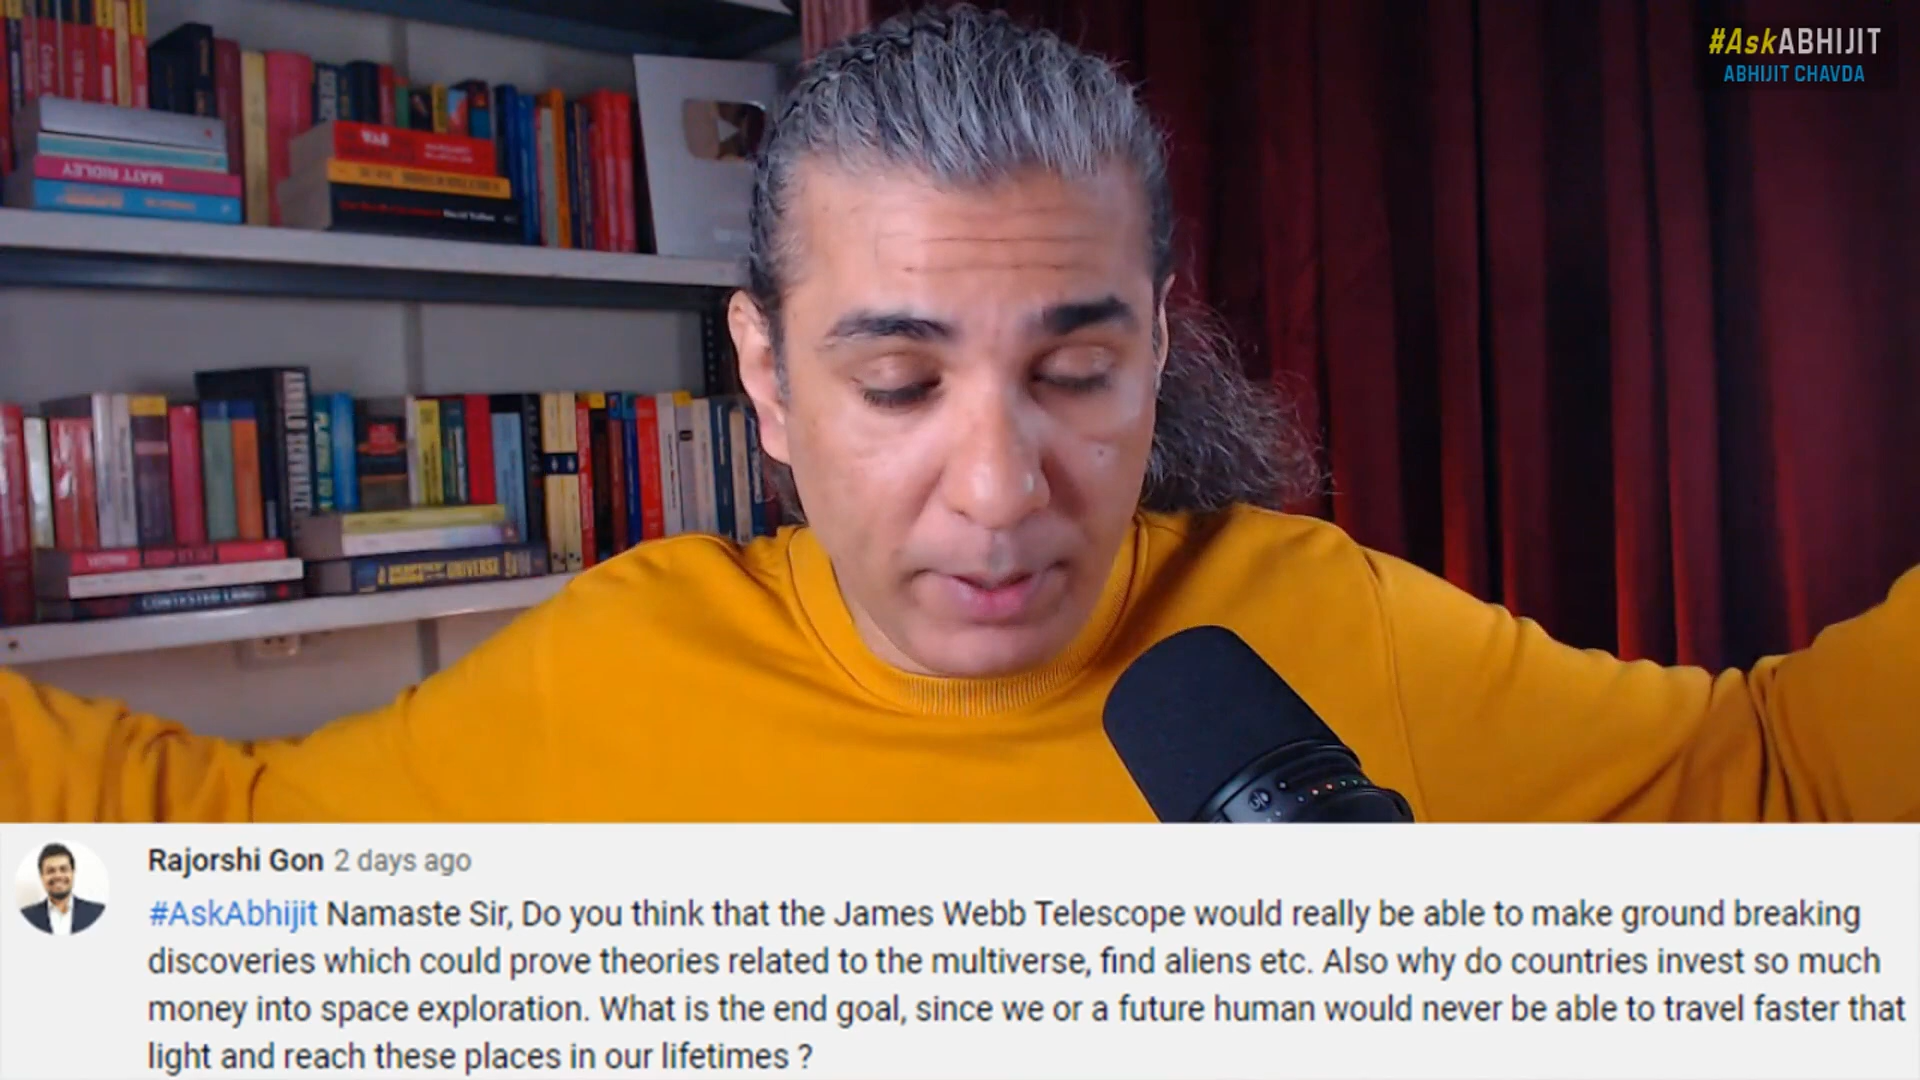 #AskABHIJIT
ABHIJIT CHAVDA
MATT RIDLEY
CONTESTED LANDS
Rajorshi Gon 2 days ago
#AskAbhijit Namaste Sir, Do you think that the James Webb Telescope would really be able to make ground breaking
discoveries which could prove theories related to the multiverse, find aliens etc. Also why do countries invest so much
money into space exploration. What is the end goal, since we or a future human would never be able to travel faster that
light and reach these places in our lifetimes ?